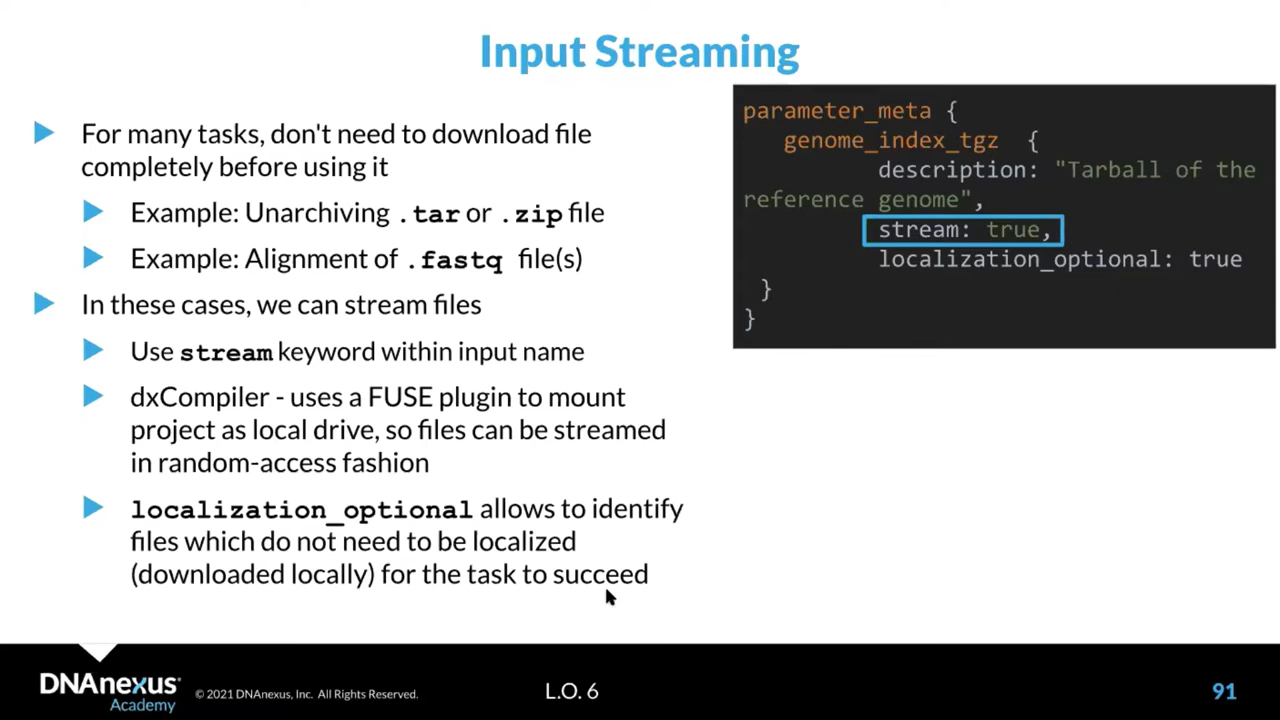 Input Streaming
For many tasks, don't need to download file
completely before using it
Example: Unarchiving .tar or .zip file
Example: Alignment of .fastq file(s)
In these cases, we can stream files
Use stream keyword within input name
dxCompiler - uses a FUSE plugin to mount
project as local drive, so files can be streamed
in random-access fashion
localization_optional allows to identify
files which do not need to be localized
(downloaded locally) for the task to succeed
parameter_meta {
genome_index_tgz {
description: "Tarball of the
reference genome",
stream: true,
localization_optional: true
}
}
DNAnexus
Academy
© 2021 DNAnexus, Inc. All Rights Reserved.
L.O. 6
91